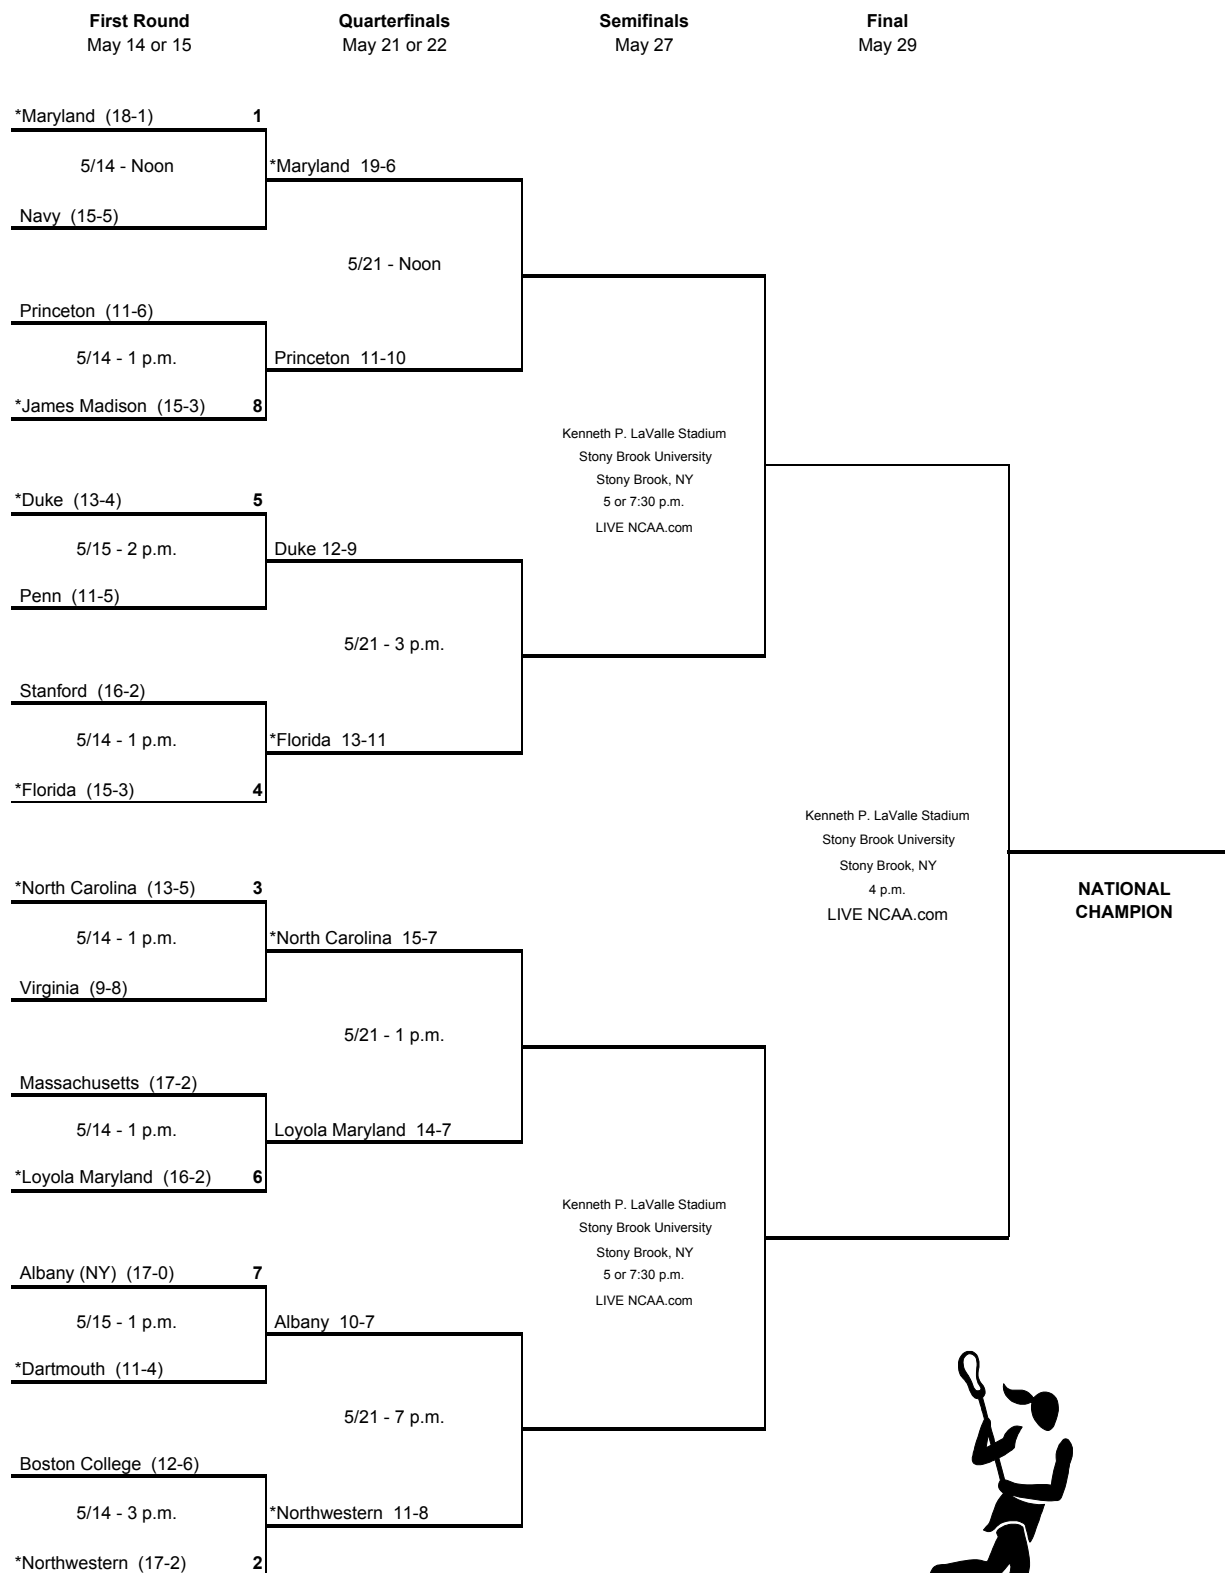 First Round
May 14 or 15
Quarterfinals
May 21 or 22
Semifinals
May 27
Final
May 29
*Maryland (18-1) 1
5/14 - Noon
Navy (15-5)
*Maryland 19-6
5/21 - Noon
Princeton (11-6)
5/14 - 1 p.m.
*James Madison (15-3) 8
Princeton 11-10
Kenneth P. LaValle Stadium
Stony Brook University
Stony Brook, NY
5 or 7:30 p.m.
LIVE NCAA.com
*Duke (13-4) 5
5/15 - 2 p.m.
Penn (11-5)
Duke 12-9
5/21 - 3 p.m.
Stanford (16-2)
5/14 - 1 p.m.
*Florida (15-3) 4
*Florida 13-11
Kenneth P. LaValle Stadium
Stony Brook University
Stony Brook, NY
4 p.m.
LIVE NCAA.com
NATIONAL
CHAMPION
*North Carolina (13-5) 3
5/14 - 1 p.m.
Virginia (9-8)
*North Carolina 15-7
5/21 - 1 p.m.
Massachusetts (17-2)
5/14 - 1 p.m.
*Loyola Maryland (16-2) 6
Loyola Maryland 14-7
Kenneth P. LaValle Stadium
Stony Brook University
Stony Brook, NY
5 or 7:30 p.m.
LIVE NCAA.com
Albany (NY) (17-0) 7
5/15 - 1 p.m.
*Dartmouth (11-4)
Albany 10-7
5/21 - 7 p.m.
Boston College (12-6)
5/14 - 3 p.m.
*Northwestern (17-2) 2
*Northwestern 11-8